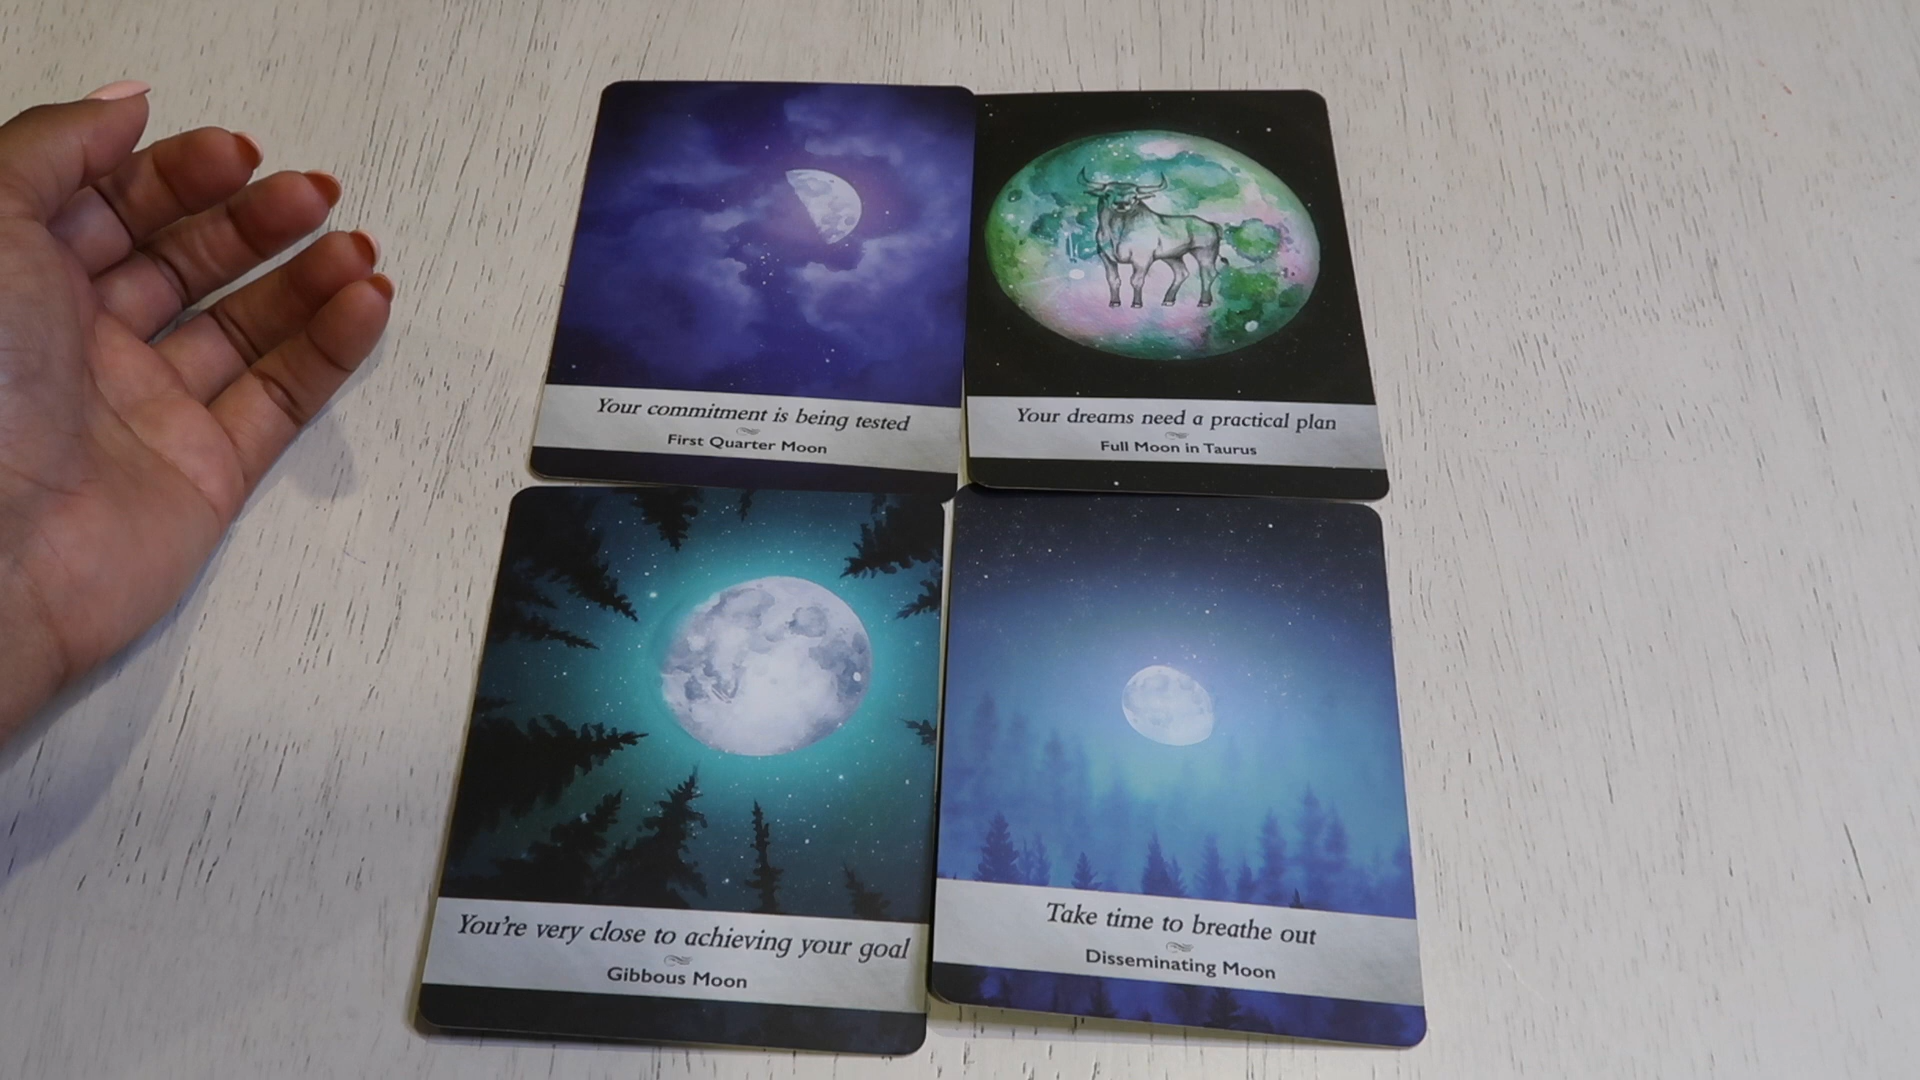 Your commitment is being tested
First Quarter Moon
Your dreams need a practical plan
Full Moon in Taurus
You're very close to achieving your goal
Gibbous Moon
Take time to breathe out
Disseminating Moon